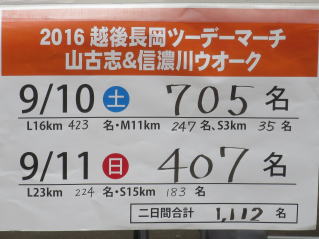 2016 越後長岡ツーデーマーチ
山古志&信濃川ウオーク
9/10 土 705 名
L16km 423 名・M11km 247 名、S3km 35 名
9/11 日 407 名
L23km 224 名・S15km 183 名
二日間合計 1,112 名